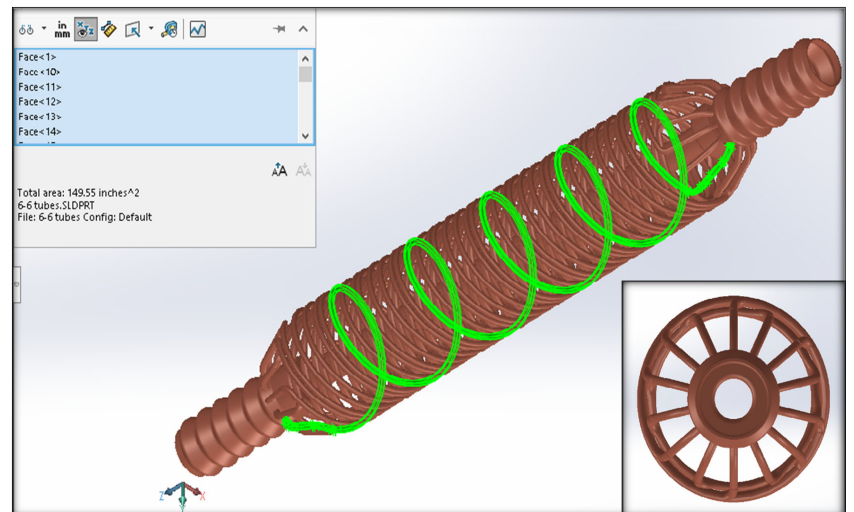 in
mm
Face<1>
Face<10>
Face<11>
Face<12>
Face<13>
Face<14>
Total area: 149.55 inches^2
6-6 tubes.SLDPRT
File: 6-6 tubes Config: Default
Z
X